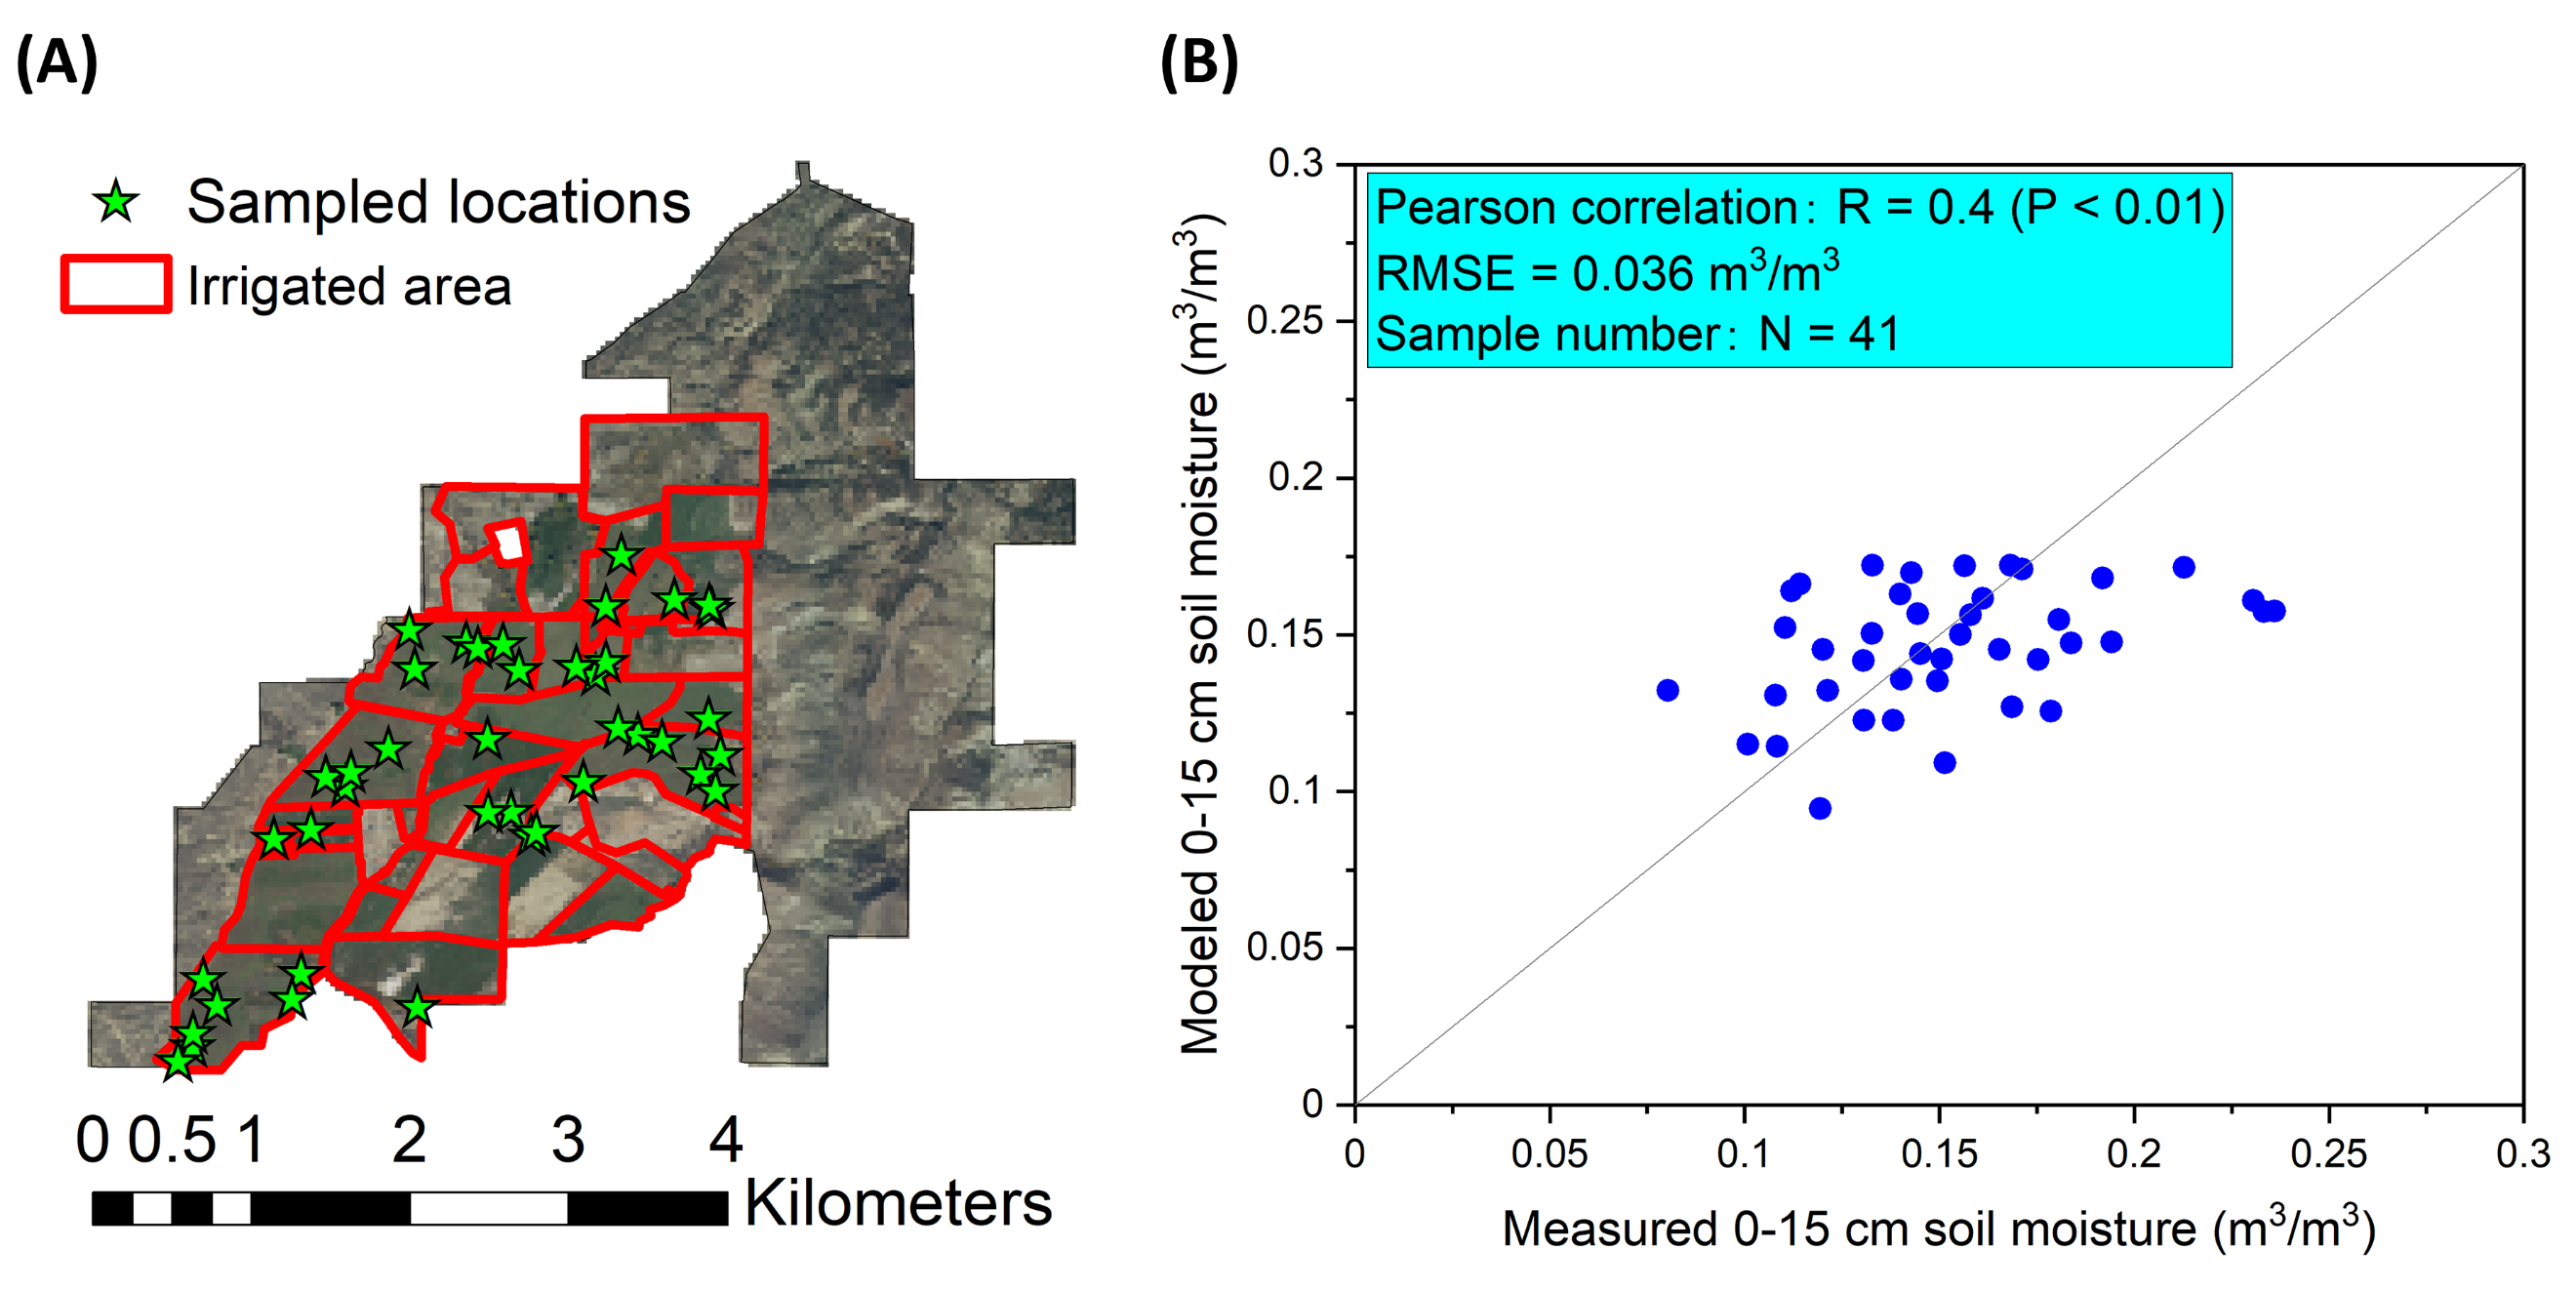 (A)
Sampled locations
Irrigated area
0 0.5 1 2 3 4
Kilometers
(B)
Modeled 0-15 cm soil moisture (m³/m³)
0.3
0.25
0.2
0.15
0.1
0.05
0
Pearson correlation: R = 0.4 (P < 0.01)
RMSE = 0.036 m³/m³
Sample number: N = 41
0 0.05 0.1 0.15 0.2 0.25 0.3
Measured 0-15 cm soil moisture (m³/m³)